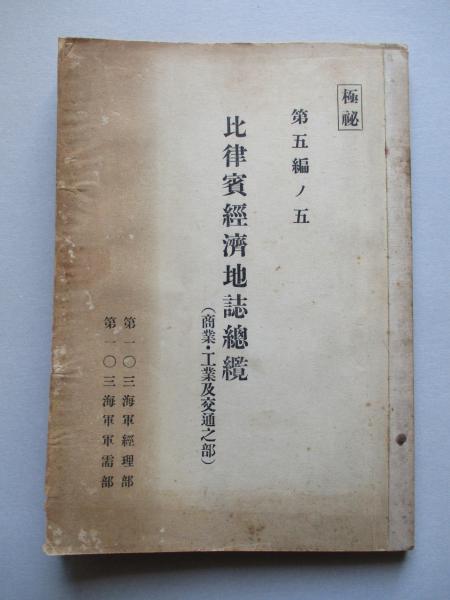 極祕
第五編ノ五
比律賓經濟地誌總纜
(商業・工業及交通之部)
第一〇三海軍經理部
第一〇三海軍軍需部